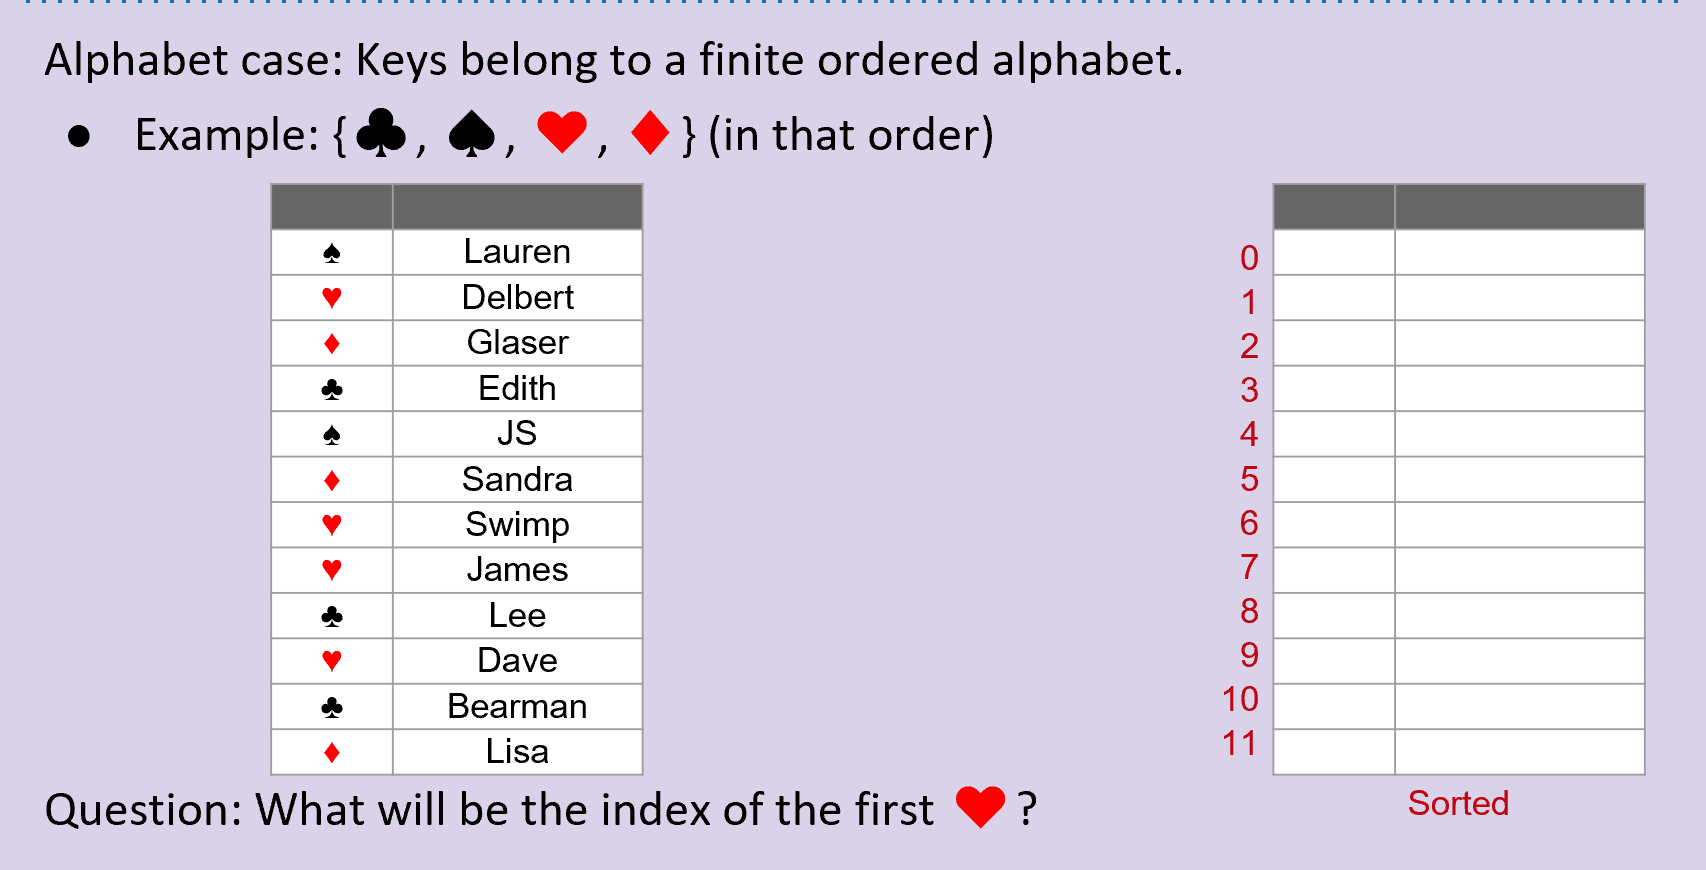 Alphabet case: Keys belong to a finite ordered alphabet.
● Example: {♣, ♠, ♥, ♦} (in that order)
♠ Lauren
♥ Delbert
♦ Glaser
♣ Edith
♠ JS
♦ Sandra
♥ Swimp
♥ James
♣ Lee
♥ Dave
♣ Bearman
♦ Lisa
0
1
2
3
4
5
6
7
8
9
10
11
Sorted
Question: What will be the index of the first ♥?